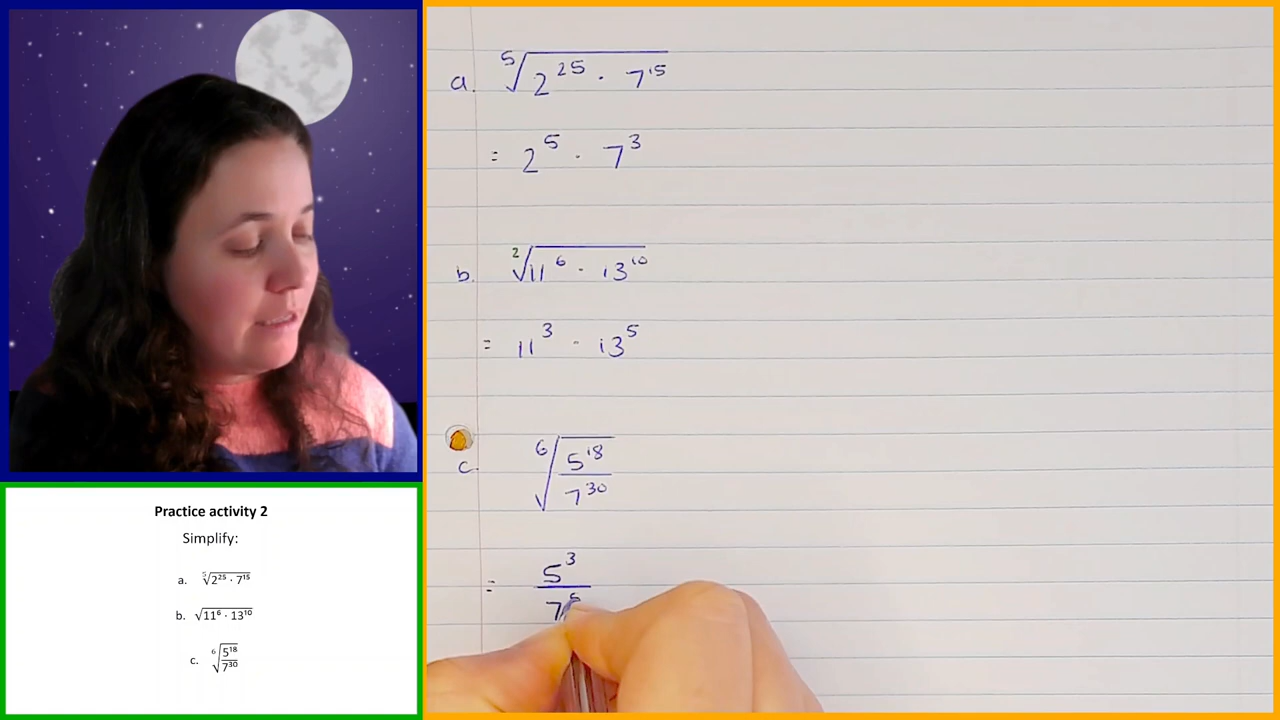 Practice activity 2
Simplify:
a. ⁵√(2²⁵ · 7¹⁵)
b. √(11⁶ · 13¹⁰)
c. ⁶√(5¹⁸/7³⁰)
a. ⁵√(2²⁵ · 7¹⁵)
= 2⁵ · 7³
b. ²√(11⁶ · 13¹⁰)
= 11³ · 13⁵
c. ⁶√(5¹⁸/7³⁰)
= 5³/7⁵